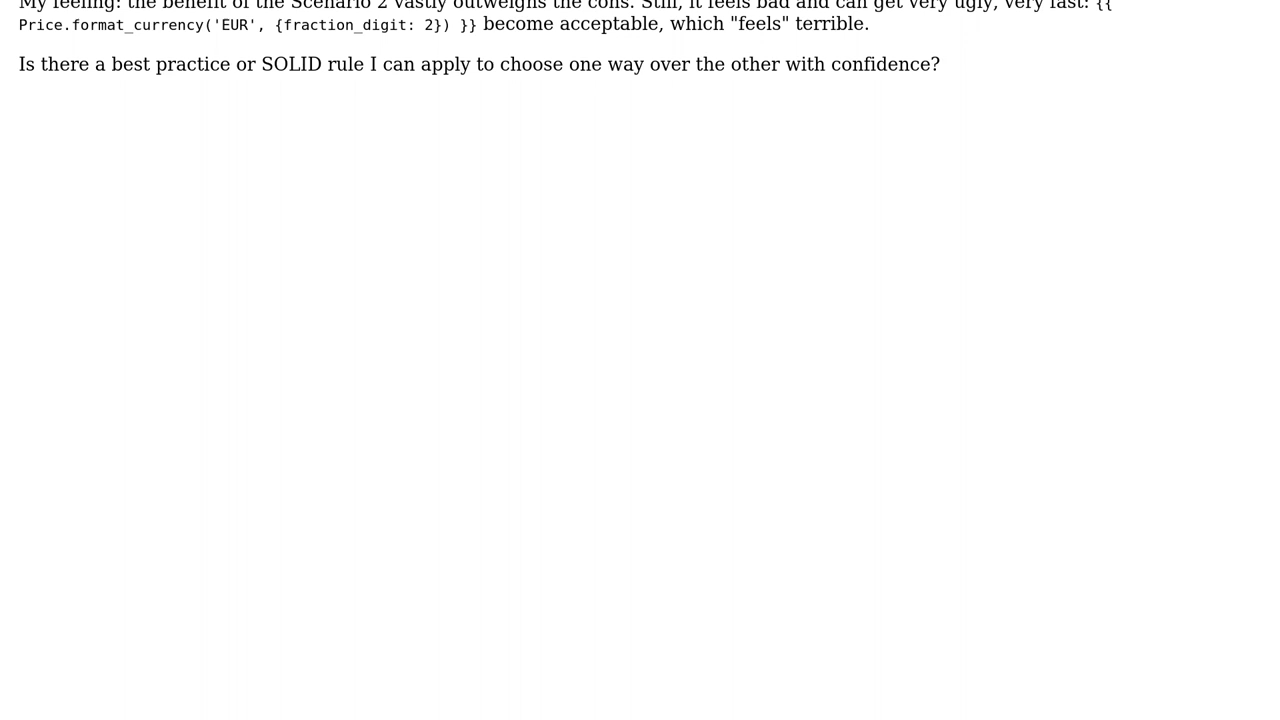 My feeling: the benefit of the Scenario 2 vastly outweighs the cons. Still, it feels bad and can get very ugly, very fast: {{
Price.format_currency('EUR', {fraction_digit: 2}) }} become acceptable, which "feels" terrible.
Is there a best practice or SOLID rule I can apply to choose one way over the other with confidence?